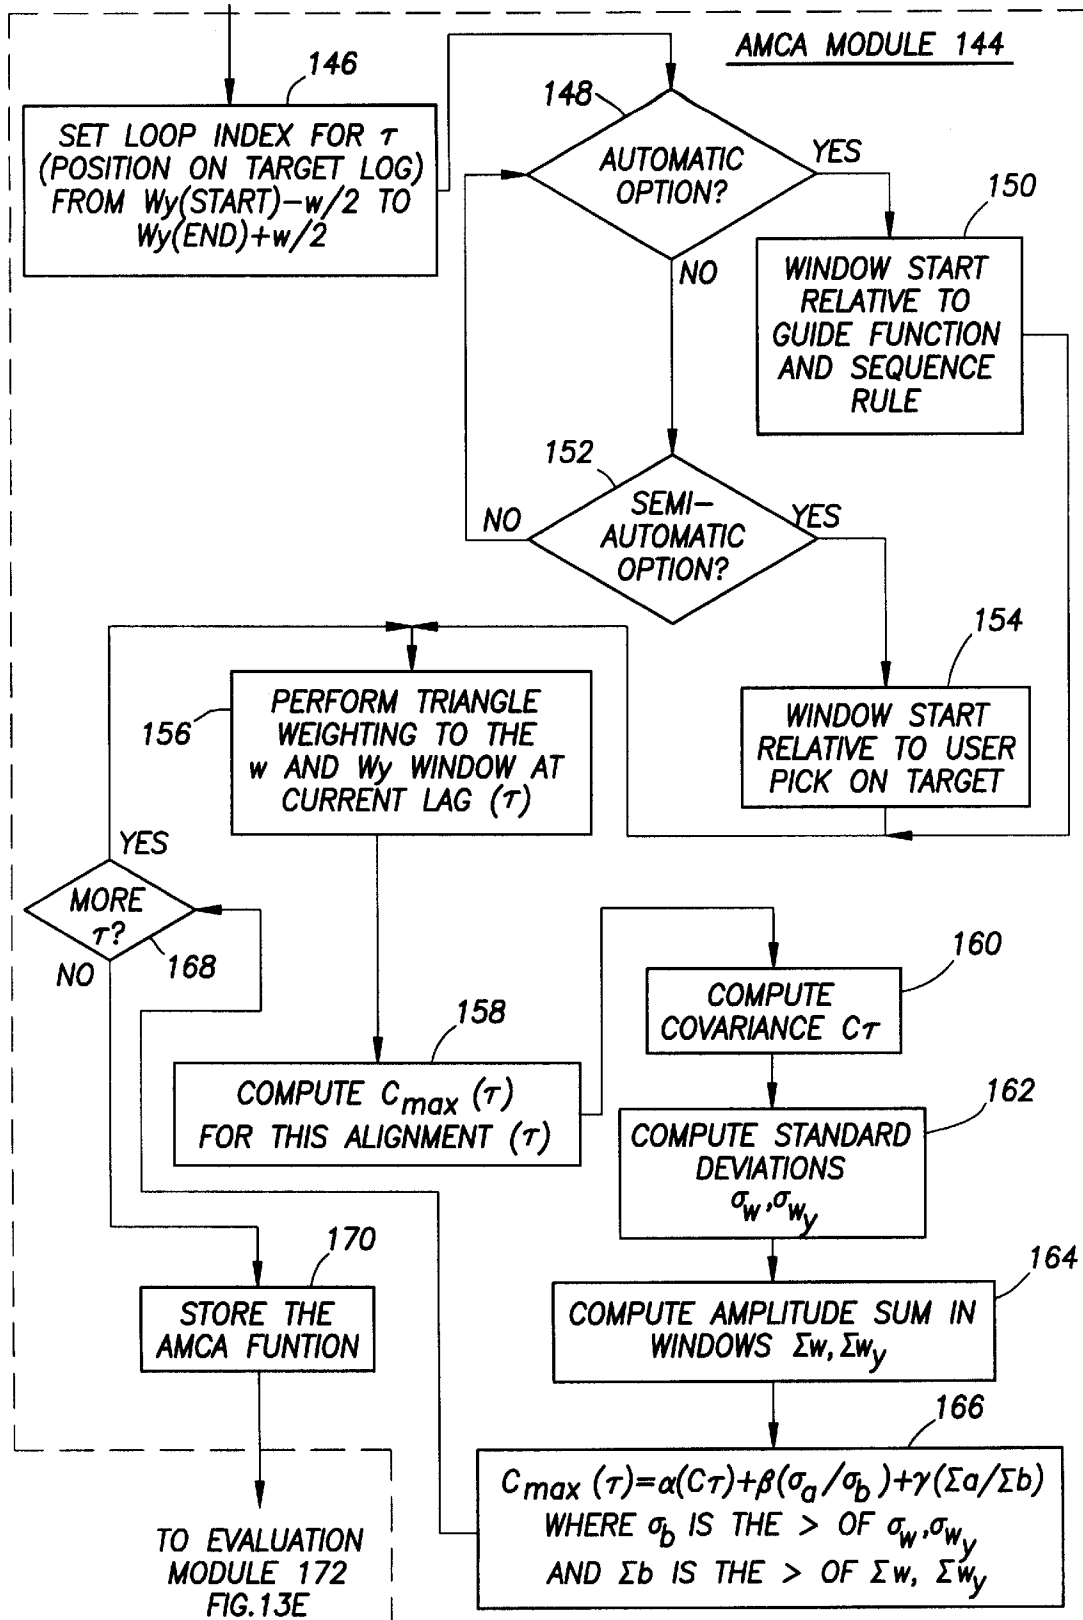 AMCA MODULE 144
146
SET LOOP INDEX FOR τ
(POSITION ON TARGET LOG)
FROM Wy(START)-w/2 TO
Wy(END)+w/2
148
AUTOMATIC
OPTION?
YES
NO
150
WINDOW START
RELATIVE TO
GUIDE FUNCTION
AND SEQUENCE
RULE
152
SEMI-
AUTOMATIC
OPTION?
NO
YES
154
WINDOW START
RELATIVE TO USER
PICK ON TARGET
156
PERFORM TRIANGLE
WEIGHTING TO THE
w AND Wy WINDOW AT
CURRENT LAG (τ)
YES
MORE
τ?
168
NO
158
COMPUTE Cmax (τ)
FOR THIS ALIGNMENT (τ)
160
COMPUTE
COVARIANCE Cτ
162
COMPUTE STANDARD
DEVIATIONS
σw,σwy
164
COMPUTE AMPLITUDE SUM IN
WINDOWS Σw,Σwy
166
Cmax (τ)=α(Cτ)+β(σa/σb)+γ(Σa/Σb)
WHERE σb IS THE > OF σw,σwy
AND Σb IS THE > OF Σw, Σwy
170
STORE THE
AMCA FUNTION
TO EVALUATION
MODULE 172
FIG.13E